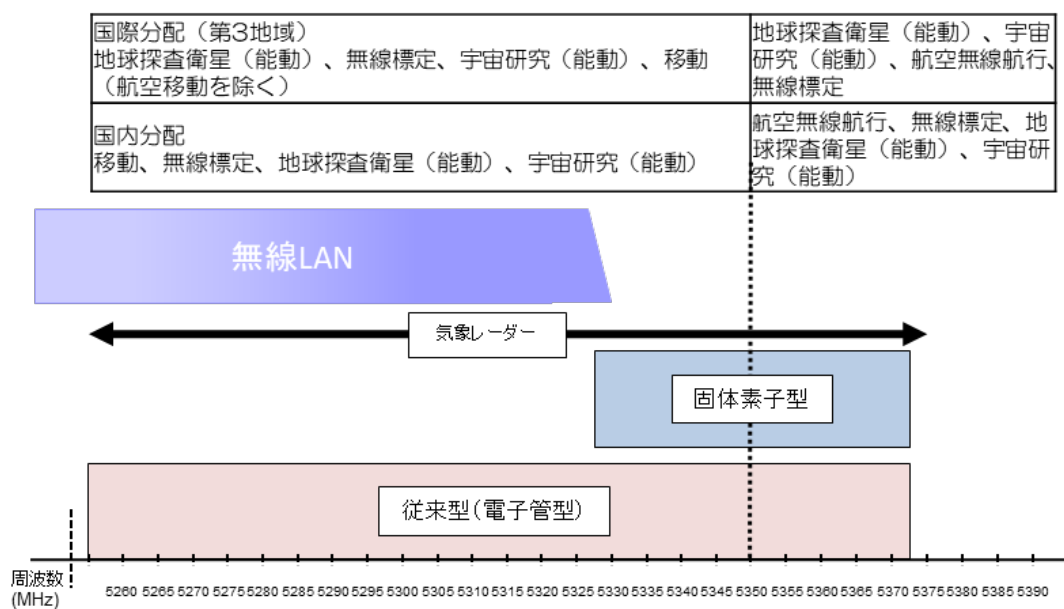 国際分配（第3地域）
地球探査衛星（能動）、無線標定、宇宙研究（能動）、移動
（航空移動を除く）
地球探査衛星（能動）、宇宙
研究（能動）、航空無線航行、
無線標定
国内分配
移動、無線標定、地球探査衛星（能動）、宇宙研究（能動）
航空無線航行、無線標定、地
球探査衛星（能動）、宇宙研
究（能動）
無線LAN
気象レーダー
固体素子型
従来型（電子管型）
周波数
(MHz)
5260 5265 5270 5275 5280 5285 5290 5295 5300 5305 5310 5315 5320 5325 5330 5335 5340 5345 5350 5355 5360 5365 5370 5375 5380 5385 5390